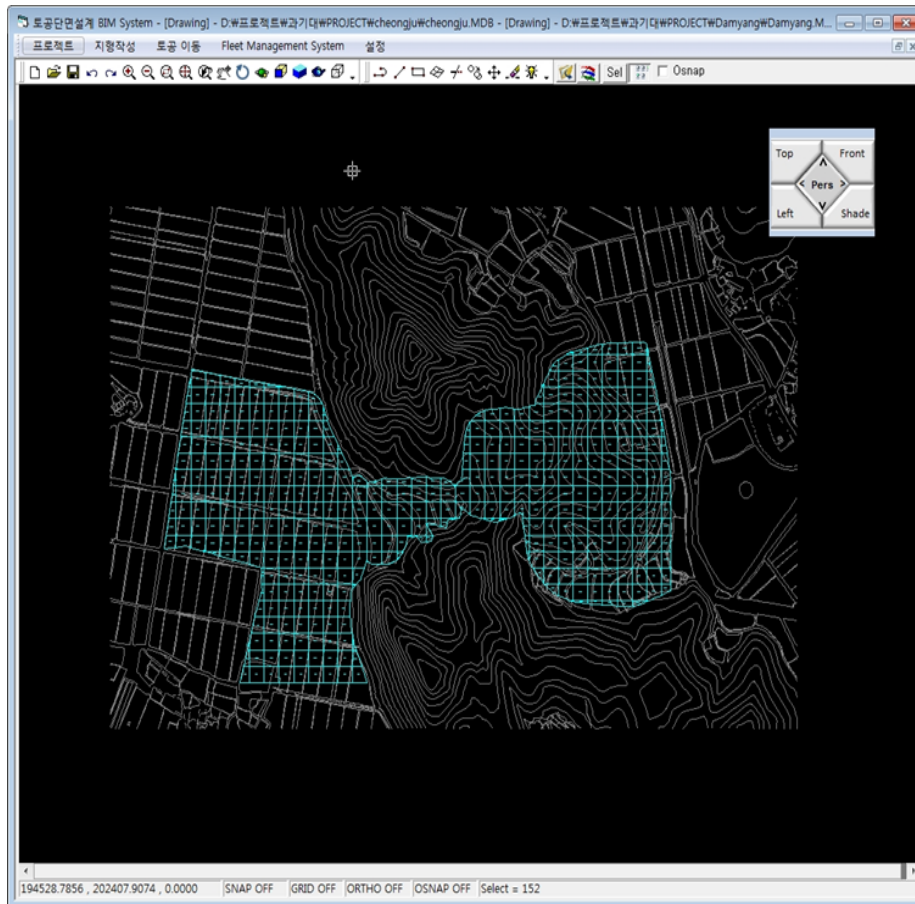 토공단면설계 BIM System - [Drawing] - D:₩프로젝트₩과기대₩PROJECT₩cheongju₩cheongju.MDB - [Drawing] - D:₩프로젝트₩과기대₩PROJECT₩Damyang₩Damyang.M...
프로젝트 지형작성 토공 이동 Fleet Management System 설정
Sel Osnap
Top Front
< Pers >
Left Shade
194528.7856 , 202407.9074 , 0.0000 SNAP OFF GRID OFF ORTHO OFF OSNAP OFF Select = 152